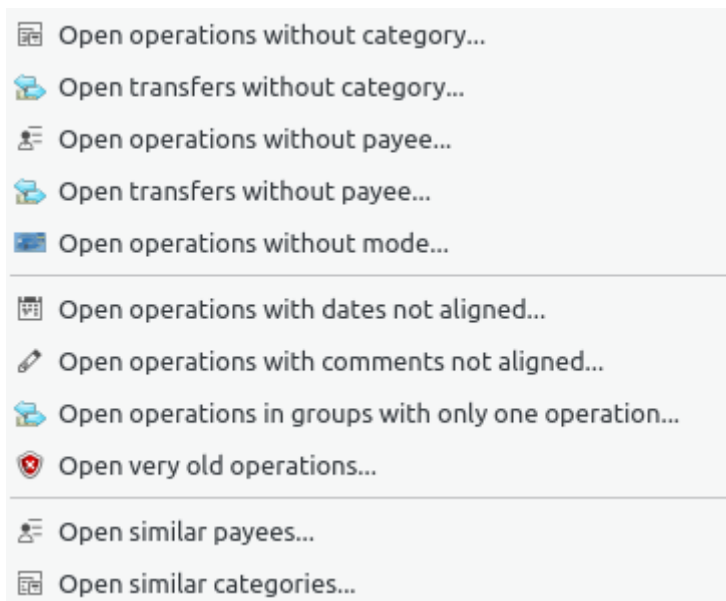 Open operations without category...
Open transfers without category...
Open operations without payee...
Open transfers without payee...
Open operations without mode...
Open operations with dates not aligned...
Open operations with comments not aligned...
Open operations in groups with only one operation...
Open very old operations...
Open similar payees...
Open similar categories...